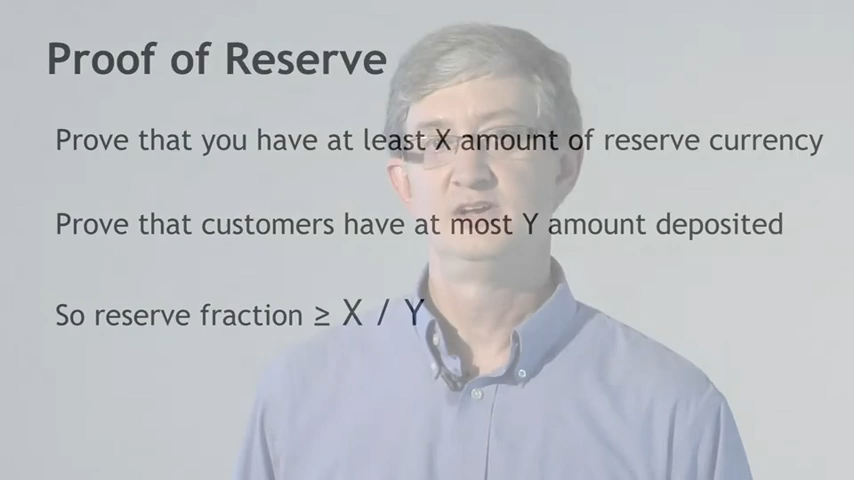 Proof of Reserve
Prove that you have at least X amount of reserve currency
Prove that customers have at most Y amount deposited
So reserve fraction ≥ X / Y